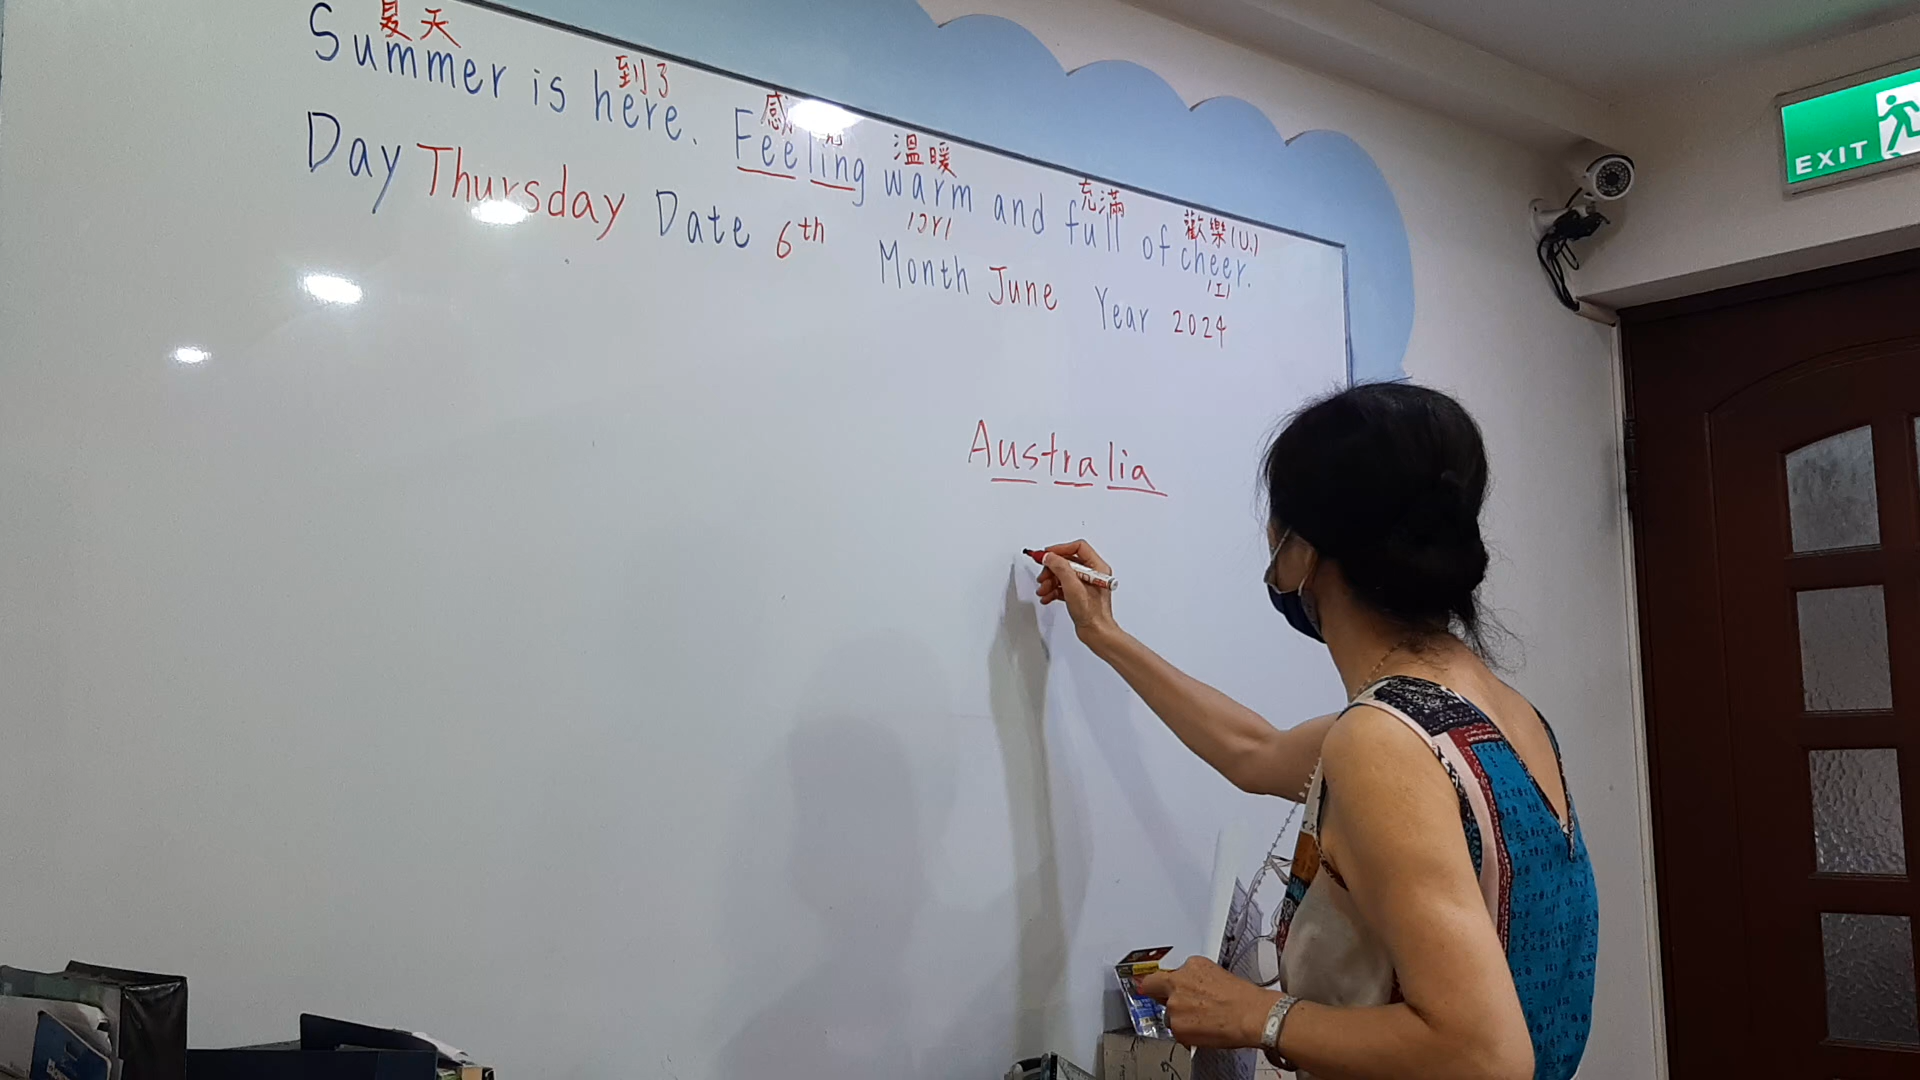 夏天 到了 感 溫暖 充滿 歡樂(U.)
Summer is here. Feeling warm and full of cheer.
/ɔr/ /ɪ/
Day Thursday Date 6th Month June Year 2024
Australia
EXIT